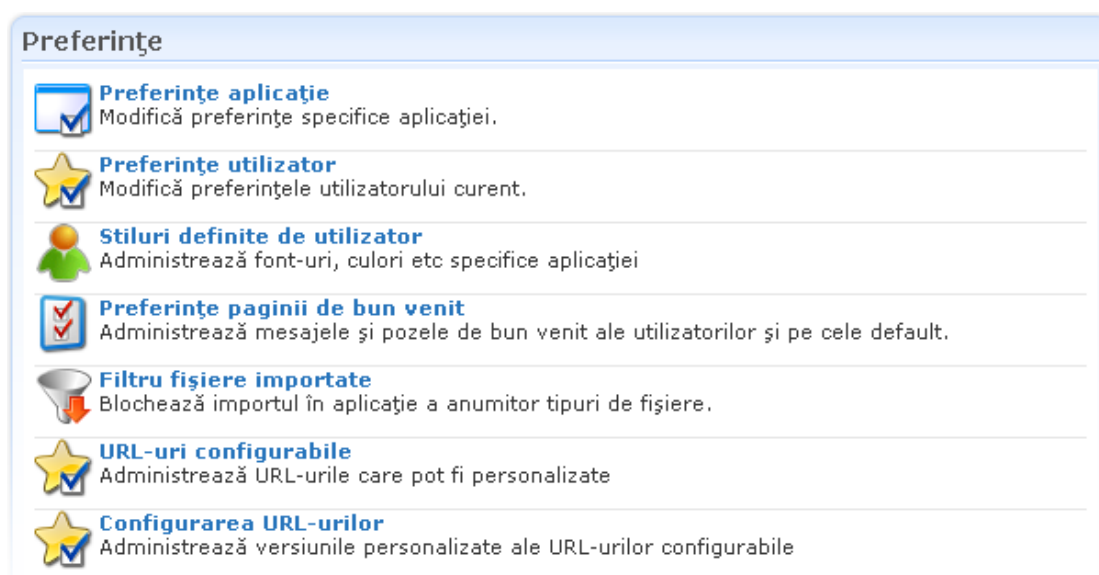 Preferinţe
Preferinţe aplicaţie
Modifică preferinţe specifice aplicaţiei.
Preferinţe utilizator
Modifică preferinţele utilizatorului curent.
Stiluri definite de utilizator
Administrează font-uri, culori etc specifice aplicaţiei
Preferinţe paginii de bun venit
Administrează mesajele şi pozele de bun venit ale utilizatorilor şi pe cele default.
Filtru fişiere importate
Blochează importul în aplicaţie a anumitor tipuri de fişiere.
URL-uri configurabile
Administrează URL-urile care pot fi personalizate
Configurarea URL-urilor
Administrează versiunile personalizate ale URL-urilor configurabile